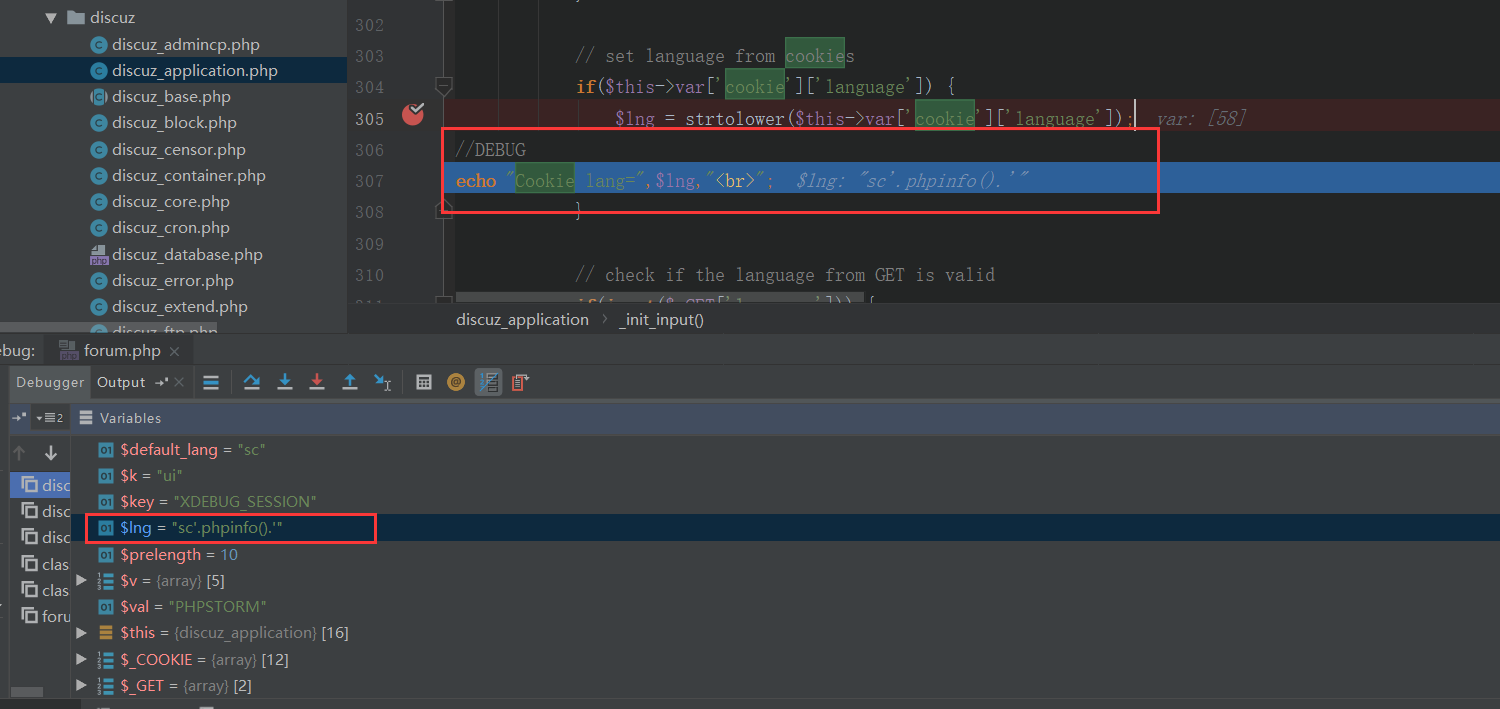 discuz
discuz_admincp.php
discuz_application.php
discuz_base.php
discuz_block.php
discuz_censor.php
discuz_container.php
discuz_core.php
discuz_cron.php
discuz_database.php
discuz_error.php
discuz_extend.php
discuz_ftp.php
302
303 // set language from cookies
304 if($this->var['cookie']['language']) {
305 $lng = strtolower($this->var['cookie']['language']); var: [58]
306 //DEBUG
307 echo "Cookie lang=",$lng,"<br>"; $lng: "sc'.phpinfo().'"
308 }
309
310 // check if the language from GET is valid
discuz_application › _init_input()
ebug: forum.php
Debugger Output
2 Variables
$default_lang = "sc"
$k = "ui"
$key = "XDEBUG_SESSION"
$lng = "sc'.phpinfo().'"
$prelength = 10
$v = {array} [5]
$val = "PHPSTORM"
$this = {discuz_application} [16]
$_COOKIE = {array} [12]
$_GET = {array} [2]
disc
disc
disc
clas
clas
foru